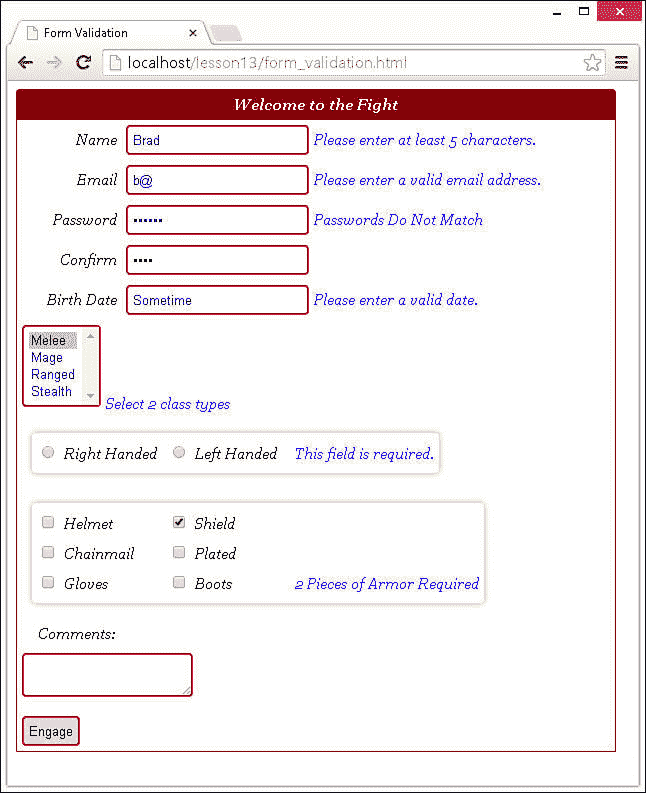 Form Validation
localhost/lesson13/form_validation.html
Welcome to the Fight
Name Brad Please enter at least 5 characters.
Email b@ Please enter a valid email address.
Password •••••• Passwords Do Not Match
Confirm ••••
Birth Date Sometime Please enter a valid date.
Melee
Mage
Ranged
Stealth
Select 2 class types
Right Handed Left Handed This field is required.
Helmet Shield
Chainmail Plated
Gloves Boots 2 Pieces of Armor Required
Comments:
Engage